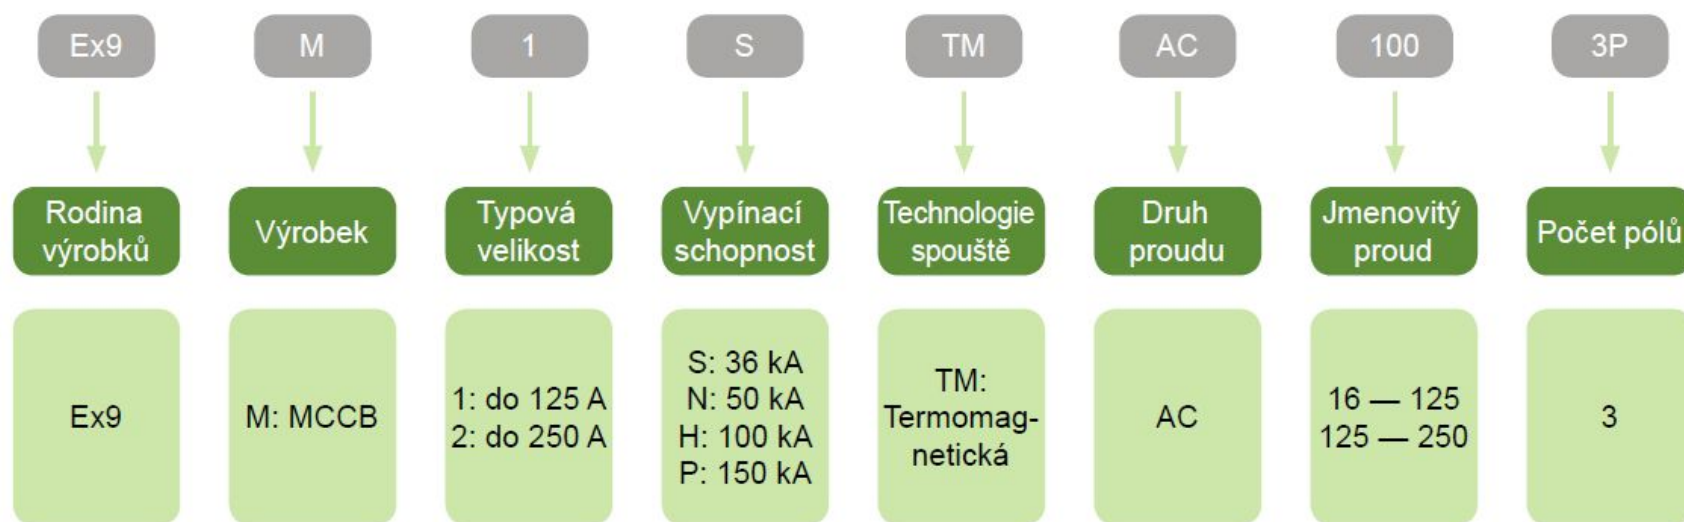 Ex9
M
1
S
TM
AC
100
3P
Rodina
výrobků
Výrobek
Typová
velikost
Vypínací
schopnost
Technologie
spouště
Druh
proudu
Jmenovitý
proud
Počet pólů
Ex9
M: MCCB
1: do 125 A
2: do 250 A
S: 36 kA
N: 50 kA
H: 100 kA
P: 150 kA
TM:
Termomag-
netická
AC
16 — 125
125 — 250
3